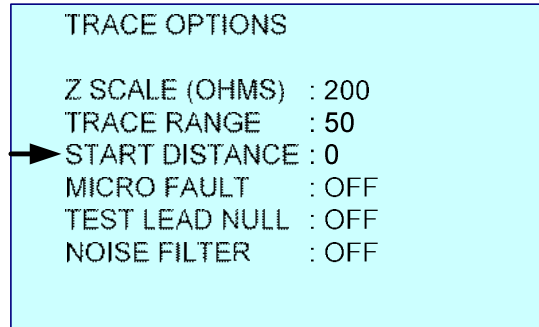 TRACE OPTIONS
Z SCALE (OHMS) : 200
TRACE RANGE : 50
START DISTANCE : 0
MICRO FAULT : OFF
TEST LEAD NULL : OFF
NOISE FILTER : OFF